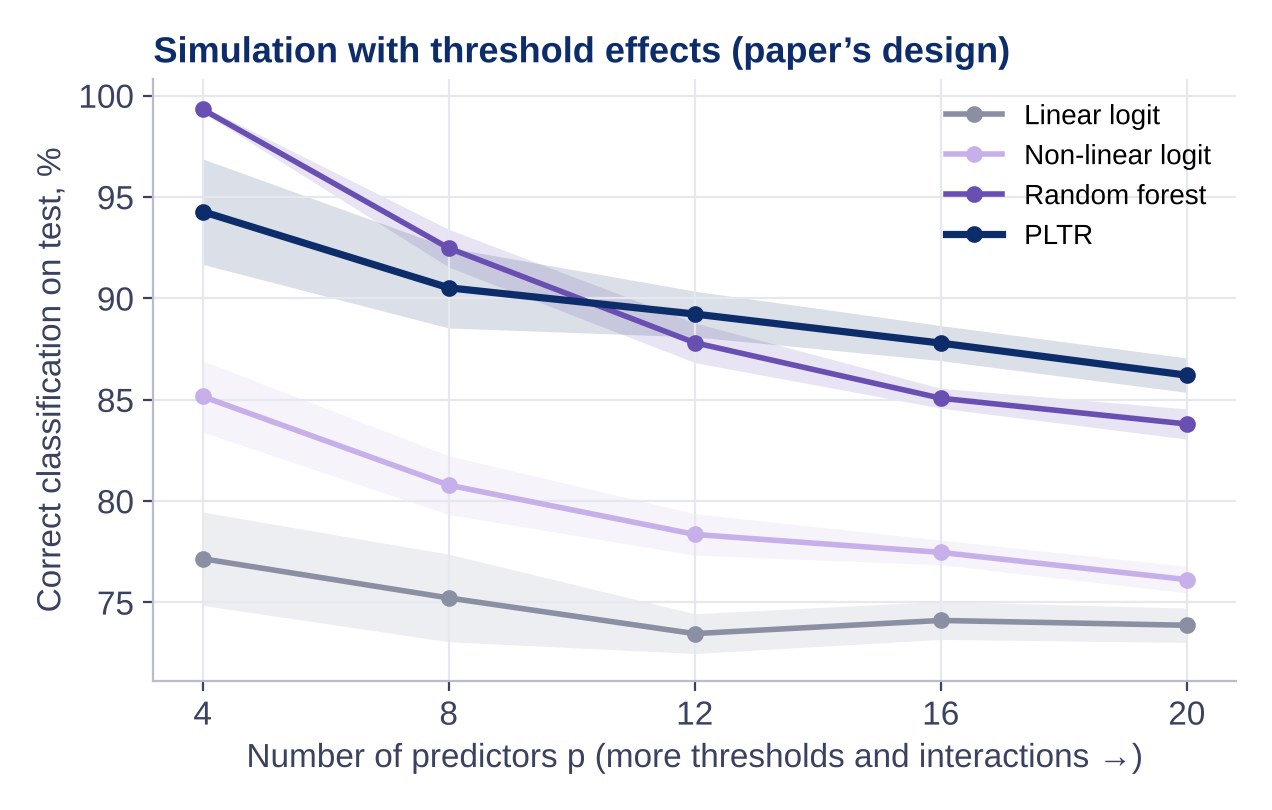 Simulation with threshold effects (paper’s design)
Correct classification on test, %
100
95
90
85
80
75
Linear logit
Non-linear logit
Random forest
PLTR
4 8 12 16 20
Number of predictors p (more thresholds and interactions →)